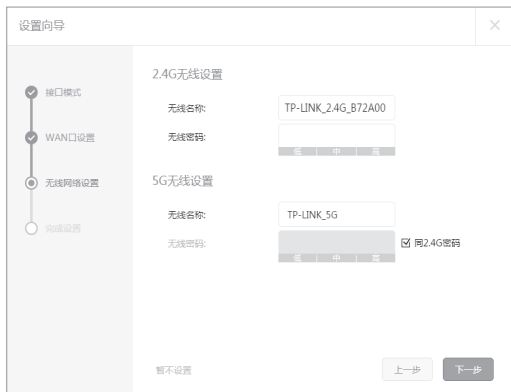 设置向导
接口模式
WAN口设置
无线网络设置
完成设置
2.4G无线设置
无线名称: TP-LINK_2.4G_B72A00
无线密码:
低 中 高
5G无线设置
无线名称: TP-LINK_5G
无线密码: 同2.4G密码
低 中 高
暂不设置 上一步 下一步